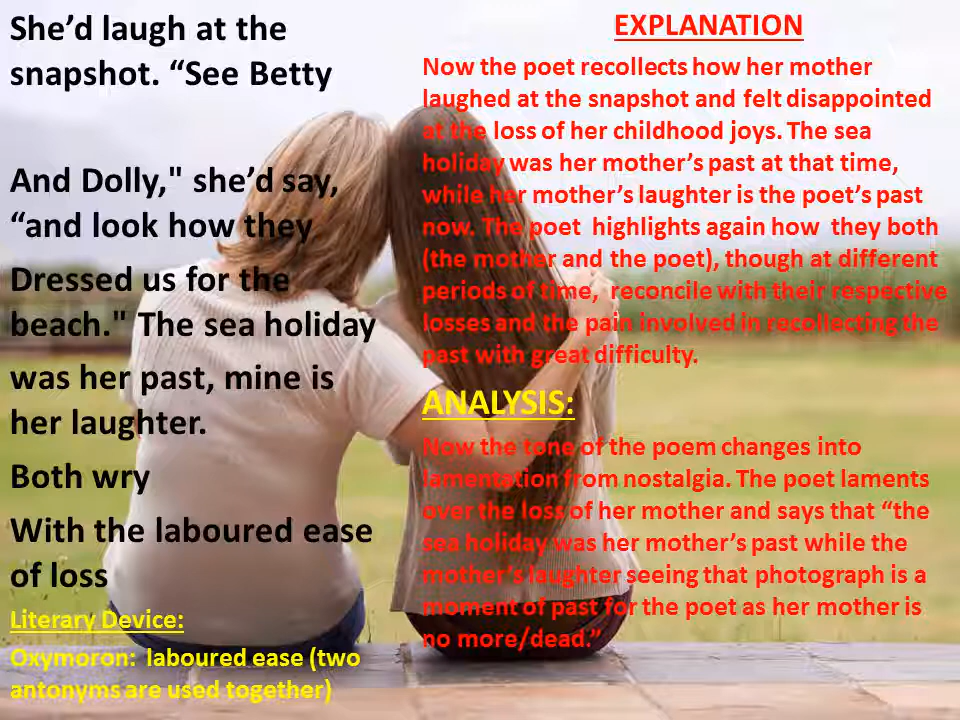 She’d laugh at the
snapshot. “See Betty
And Dolly," she’d say,
“and look how they
Dressed us for the
beach." The sea holiday
was her past, mine is
her laughter.
Both wry
With the laboured ease
of loss
Literary Device:
Oxymoron: laboured ease (two
antonyms are used together)
EXPLANATION
Now the poet recollects how her mother
laughed at the snapshot and felt disappointed
at the loss of her childhood joys. The sea
holiday was her mother’s past at that time,
while her mother’s laughter is the poet’s past
now. The poet highlights again how they both
(the mother and the poet), though at different
periods of time, reconcile with their respective
losses and the pain involved in recollecting the
past with great difficulty.
ANALYSIS:
Now the tone of the poem changes into
lamentation from nostalgia. The poet laments
over the loss of her mother and says that “the
sea holiday was her mother’s past while the
mother’s laughter seeing that photograph is a
moment of past for the poet as her mother is
no more/dead.”